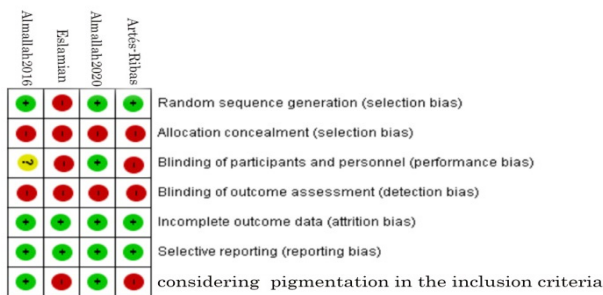 Almallah2016
Eslamian
Almallah2020
Artés-Ribas
+ - + + Random sequence generation (selection bias)
- - - - Allocation concealment (selection bias)
? - + - Blinding of participants and personnel (performance bias)
- - - - Blinding of outcome assessment (detection bias)
+ + + + Incomplete outcome data (attrition bias)
+ + + + Selective reporting (reporting bias)
+ - + - considering pigmentation in the inclusion criteria